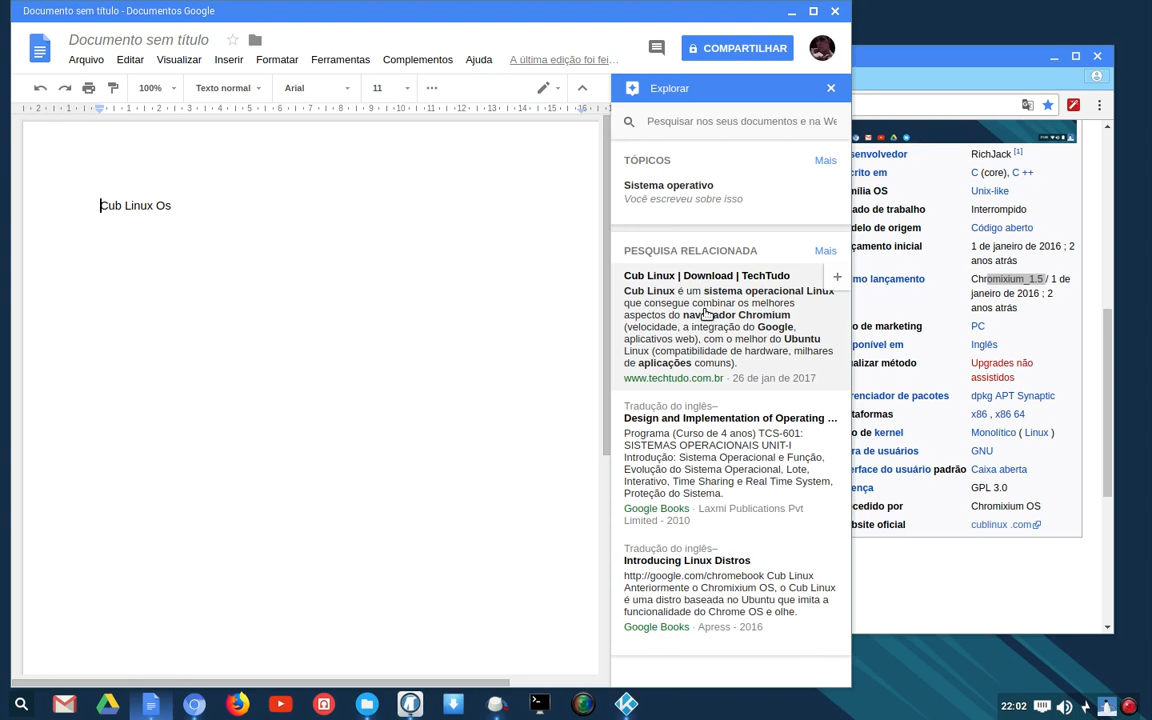 Documento sem título - Documentos Google
Documento sem título
Arquivo Editar Visualizar Inserir Formatar Ferramentas Complementos Ajuda A última edição foi fei…
COMPARTILHAR
100% Texto normal Arial 11
Cub Linux Os
Explorar
Pesquisar nos seus documentos e na We
TÓPICOS Mais
Sistema operativo
Você escreveu sobre isso
PESQUISA RELACIONADA Mais
Cub Linux | Download | TechTudo
Cub Linux é um sistema operacional Linux
que consegue combinar os melhores
aspectos do navegador Chromium
(velocidade, a integração do Google,
aplicativos web), com o melhor do Ubuntu
Linux (compatibilidade de hardware, milhares
de aplicações comuns).
www.techtudo.com.br · 26 de jan de 2017
Tradução do inglês–
Design and Implementation of Operating ...
Programa (Curso de 4 anos) TCS-601:
SISTEMAS OPERACIONAIS UNIT-I
Introdução: Sistema Operacional e Função,
Evolução do Sistema Operacional, Lote,
Interativo, Time Sharing e Real Time System,
Proteção do Sistema.
Google Books · Laxmi Publications Pvt
Limited - 2010
Tradução do inglês–
Introducing Linux Distros
http://google.com/chromebook Cub Linux
Anteriormente o Chromixium OS, o Cub Linux
é uma distro baseada no Ubuntu que imita a
funcionalidade do Chrome OS e olhe.
Google Books · Apress - 2016
senvolvedor RichJack [1]
crito em C (core), C ++
mília OS Unix-like
ado de trabalho Interrompido
delo de origem Código aberto
çamento inicial 1 de janeiro de 2016 ; 2
anos atrás
mo lançamento Chromixium_1.5 / 1 de
janeiro de 2016 ; 2
anos atrás
o de marketing PC
ponível em Inglês
alizar método Upgrades não
assistidos
renciador de pacotes dpkg APT Synaptic
taformas x86 , x86 64
o de kernel Monolítico ( Linux )
ra de usuários GNU
erface do usuário padrão Caixa aberta
ença GPL 3.0
cedido por Chromixium OS
bsite oficial cublinux .com
22:02